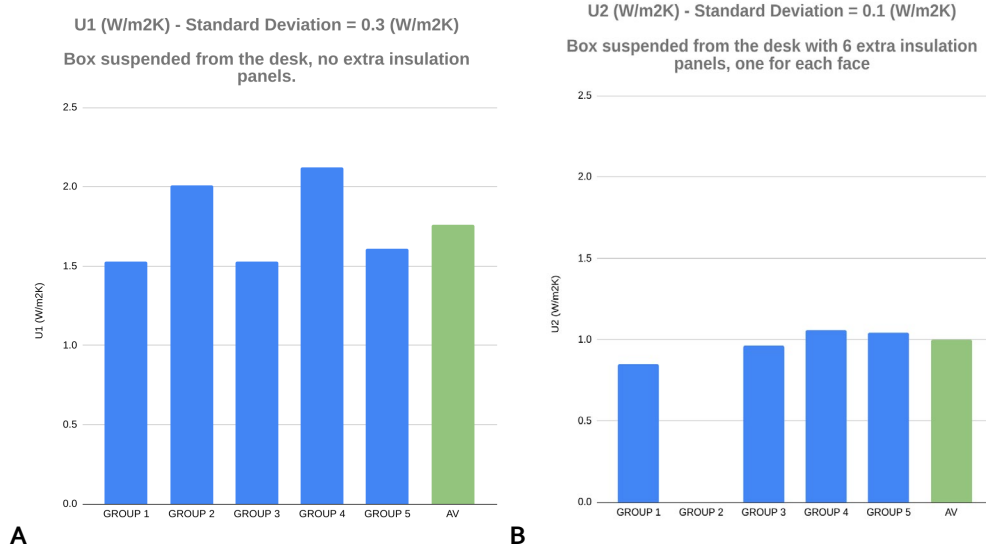 U1 (W/m2K) - Standard Deviation = 0.3 (W/m2K)
Box suspended from the desk, no extra insulation
panels.
2.5
2.0
1.5
1.0
0.5
0.0
U1 (W/m2K)
GROUP 1 GROUP 2 GROUP 3 GROUP 4 GROUP 5 AV
A
U2 (W/m2K) - Standard Deviation = 0.1 (W/m2K)
Box suspended from the desk with 6 extra insulation
panels, one for each face
2.5
2.0
1.5
1.0
0.5
0.0
U2 (W/m2K)
GROUP 1 GROUP 2 GROUP 3 GROUP 4 GROUP 5 AV
B